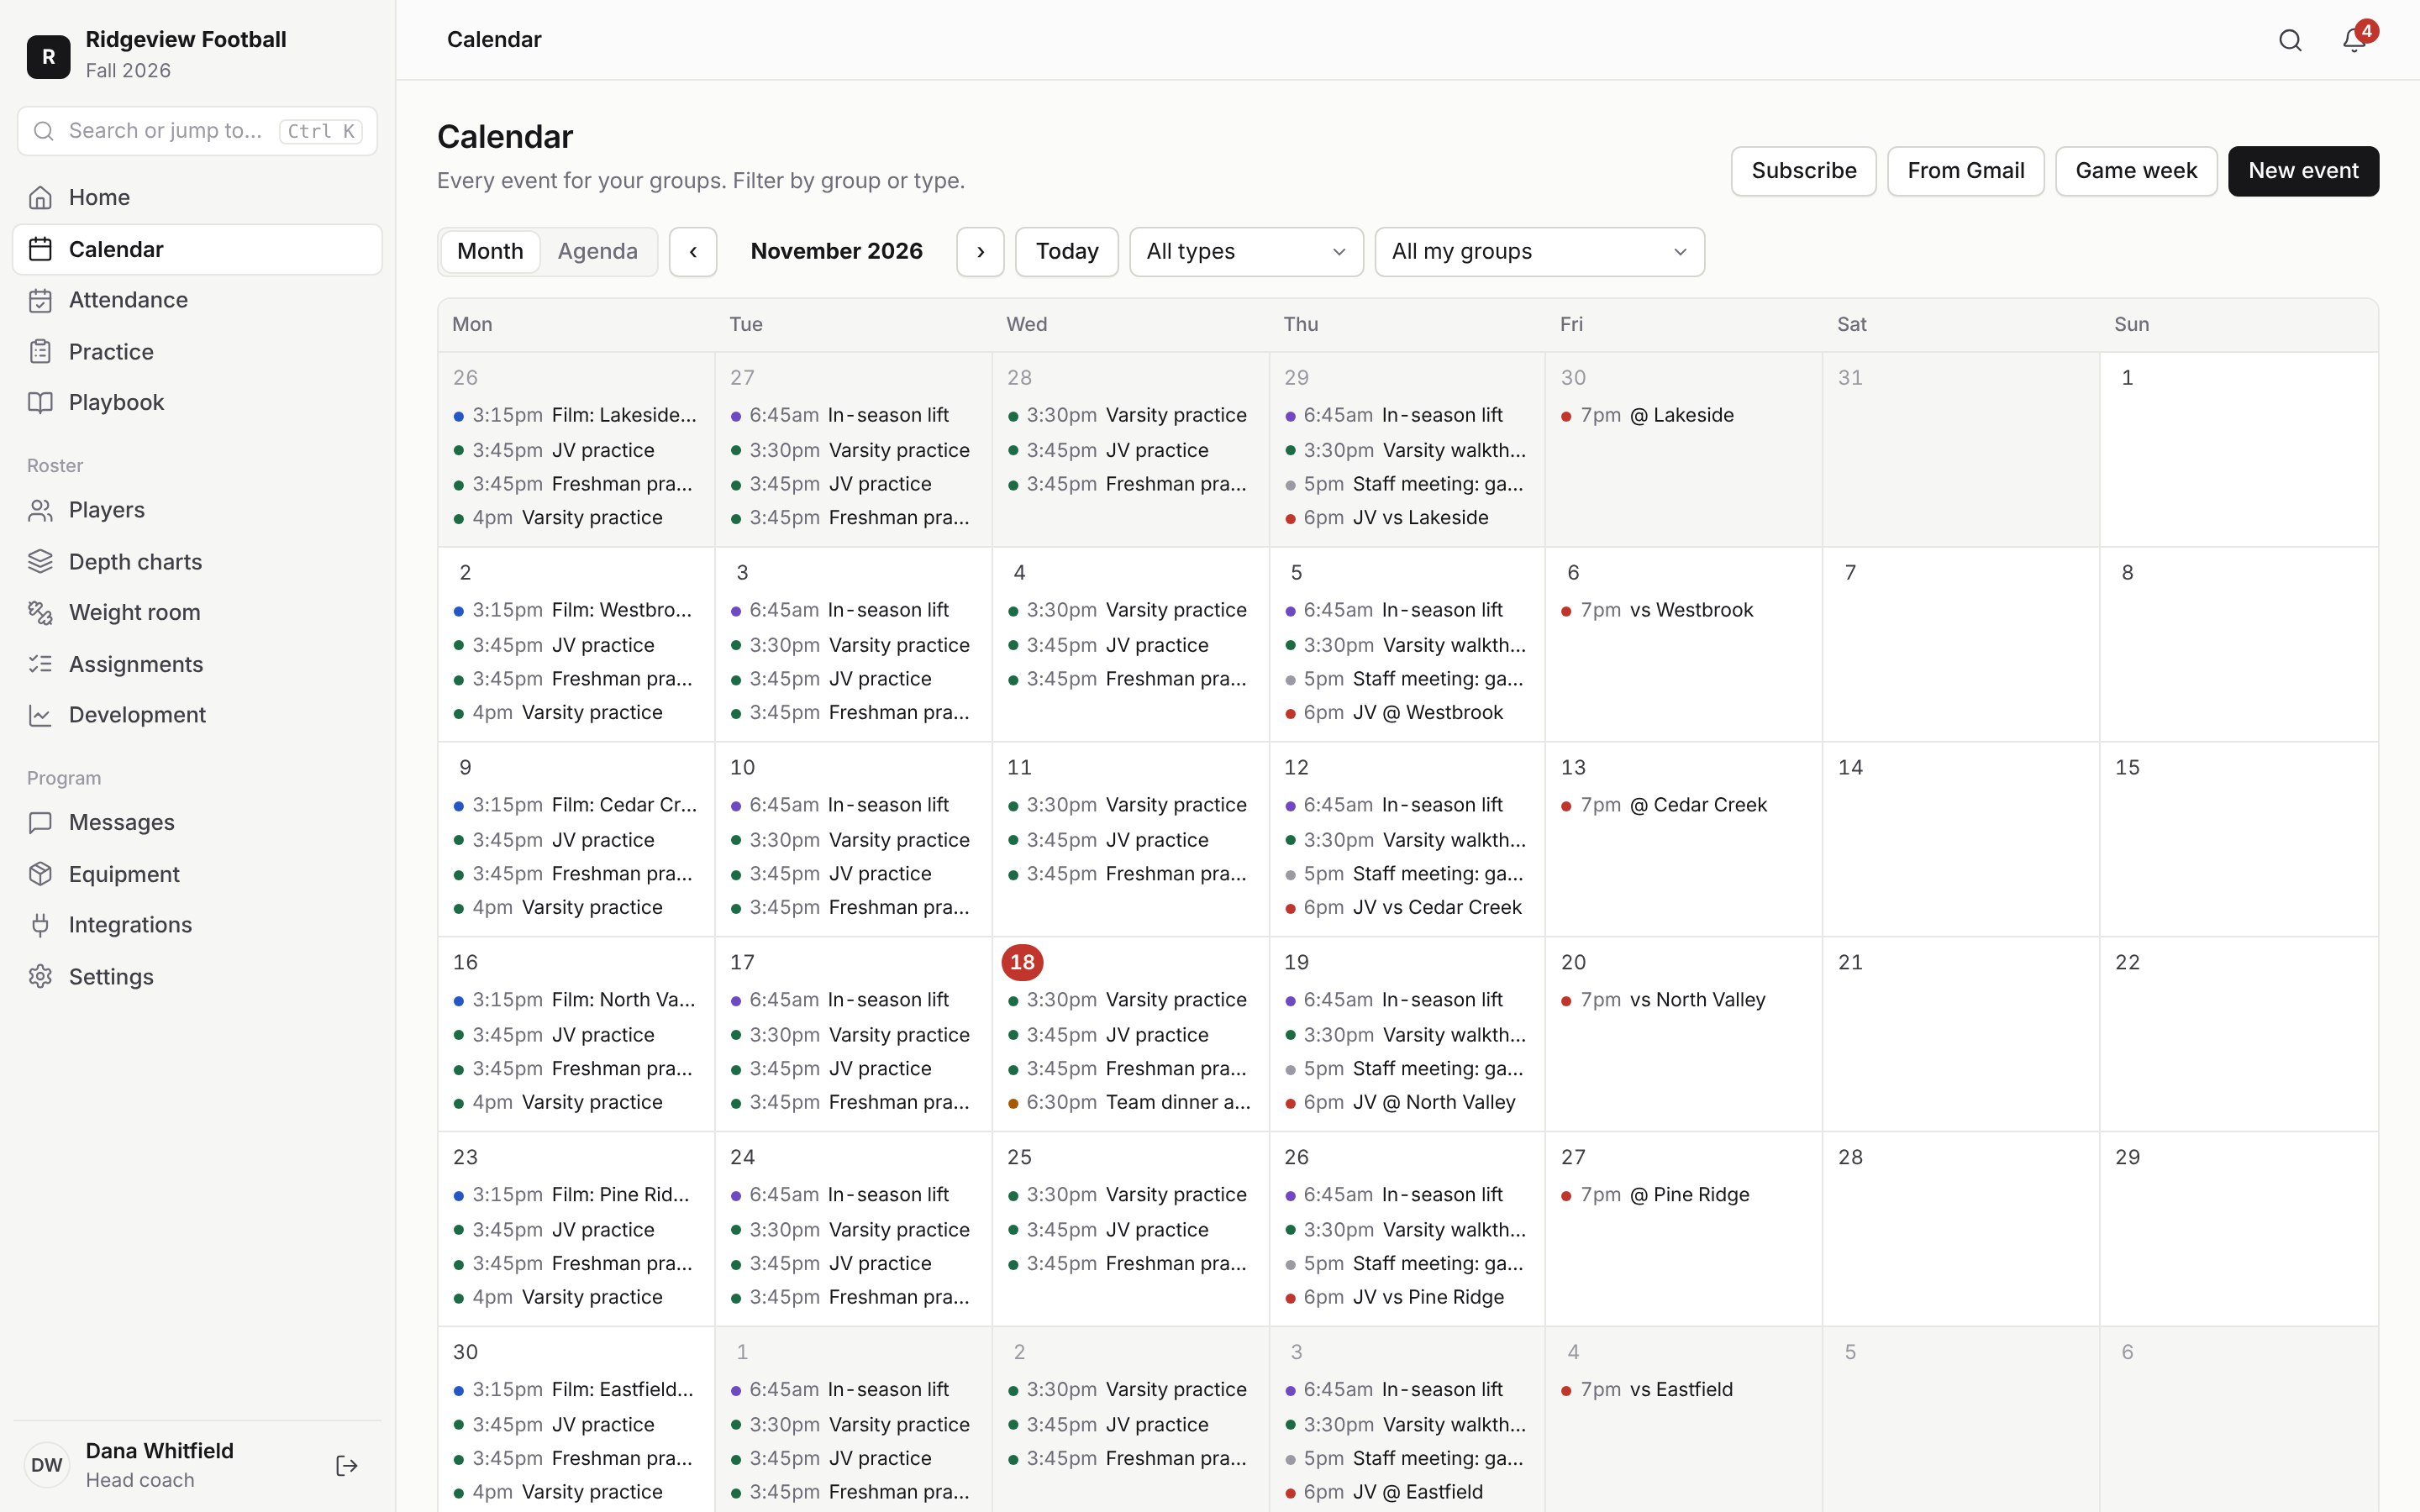 R
Ridgeview Football
Fall 2026
Search or jump to... Ctrl K
Home
Calendar
Attendance
Practice
Playbook
Roster
Players
Depth charts
Weight room
Assignments
Development
Program
Messages
Equipment
Integrations
Settings
DW
Dana Whitfield
Head coach
Calendar
4
Calendar
Every event for your groups. Filter by group or type.
Subscribe From Gmail Game week New event
Month Agenda ‹ November 2026 › Today All types All my groups
Mon Tue Wed Thu Fri Sat Sun
26 27 28 29 30 31 1
3:15pm Film: Lakeside... 6:45am In-season lift 3:30pm Varsity practice 6:45am In-season lift 7pm @ Lakeside
3:45pm JV practice 3:30pm Varsity practice 3:45pm JV practice 3:30pm Varsity walkth...
3:45pm Freshman pra... 3:45pm JV practice 3:45pm Freshman pra... 5pm Staff meeting: ga...
4pm Varsity practice 3:45pm Freshman pra... 6pm JV vs Lakeside
2 3 4 5 6 7 8
3:15pm Film: Westbro... 6:45am In-season lift 3:30pm Varsity practice 6:45am In-season lift 7pm vs Westbrook
3:45pm JV practice 3:30pm Varsity practice 3:45pm JV practice 3:30pm Varsity walkth...
3:45pm Freshman pra... 3:45pm JV practice 3:45pm Freshman pra... 5pm Staff meeting: ga...
4pm Varsity practice 3:45pm Freshman pra... 6pm JV @ Westbrook
9 10 11 12 13 14 15
3:15pm Film: Cedar Cr... 6:45am In-season lift 3:30pm Varsity practice 6:45am In-season lift 7pm @ Cedar Creek
3:45pm JV practice 3:30pm Varsity practice 3:45pm JV practice 3:30pm Varsity walkth...
3:45pm Freshman pra... 3:45pm JV practice 3:45pm Freshman pra... 5pm Staff meeting: ga...
4pm Varsity practice 3:45pm Freshman pra... 6pm JV vs Cedar Creek
16 17 18 19 20 21 22
3:15pm Film: North Va... 6:45am In-season lift 3:30pm Varsity practice 6:45am In-season lift 7pm vs North Valley
3:45pm JV practice 3:30pm Varsity practice 3:45pm JV practice 3:30pm Varsity walkth...
3:45pm Freshman pra... 3:45pm JV practice 3:45pm Freshman pra... 5pm Staff meeting: ga...
4pm Varsity practice 3:45pm Freshman pra... 6:30pm Team dinner a... 6pm JV @ North Valley
23 24 25 26 27 28 29
3:15pm Film: Pine Rid... 6:45am In-season lift 3:30pm Varsity practice 6:45am In-season lift 7pm @ Pine Ridge
3:45pm JV practice 3:30pm Varsity practice 3:45pm JV practice 3:30pm Varsity walkth...
3:45pm Freshman pra... 3:45pm JV practice 3:45pm Freshman pra... 5pm Staff meeting: ga...
4pm Varsity practice 3:45pm Freshman pra... 6pm JV vs Pine Ridge
30 1 2 3 4 5 6
3:15pm Film: Eastfield... 6:45am In-season lift 3:30pm Varsity practice 6:45am In-season lift 7pm vs Eastfield
3:45pm JV practice 3:30pm Varsity practice 3:45pm JV practice 3:30pm Varsity walkth...
3:45pm Freshman pra... 3:45pm JV practice 3:45pm Freshman pra... 5pm Staff meeting: ga...
4pm Varsity practice 3:45pm Freshman pra... 6pm JV @ Eastfield